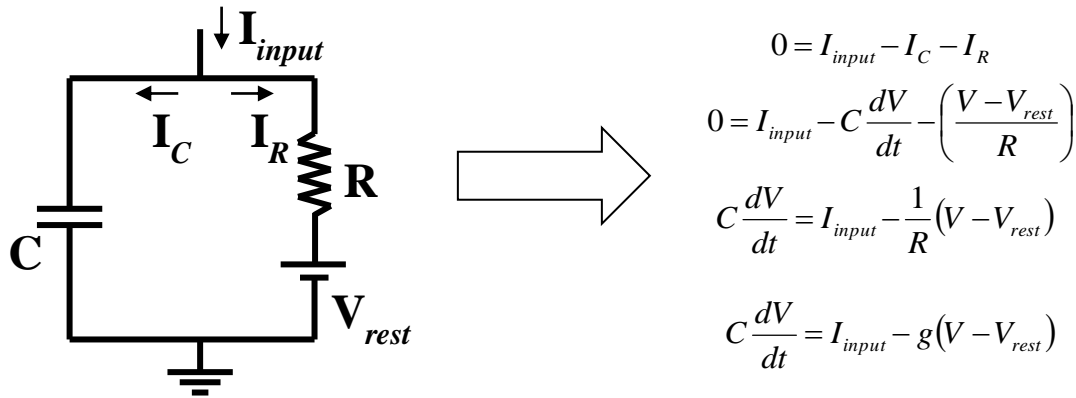 I_input
I_C I_R
R
C
V_rest
0 = I_input − I_C − I_R
0 = I_input − C dV/dt − ((V − V_rest)/R)
C dV/dt = I_input − 1/R (V − V_rest)
C dV/dt = I_input − g(V − V_rest)